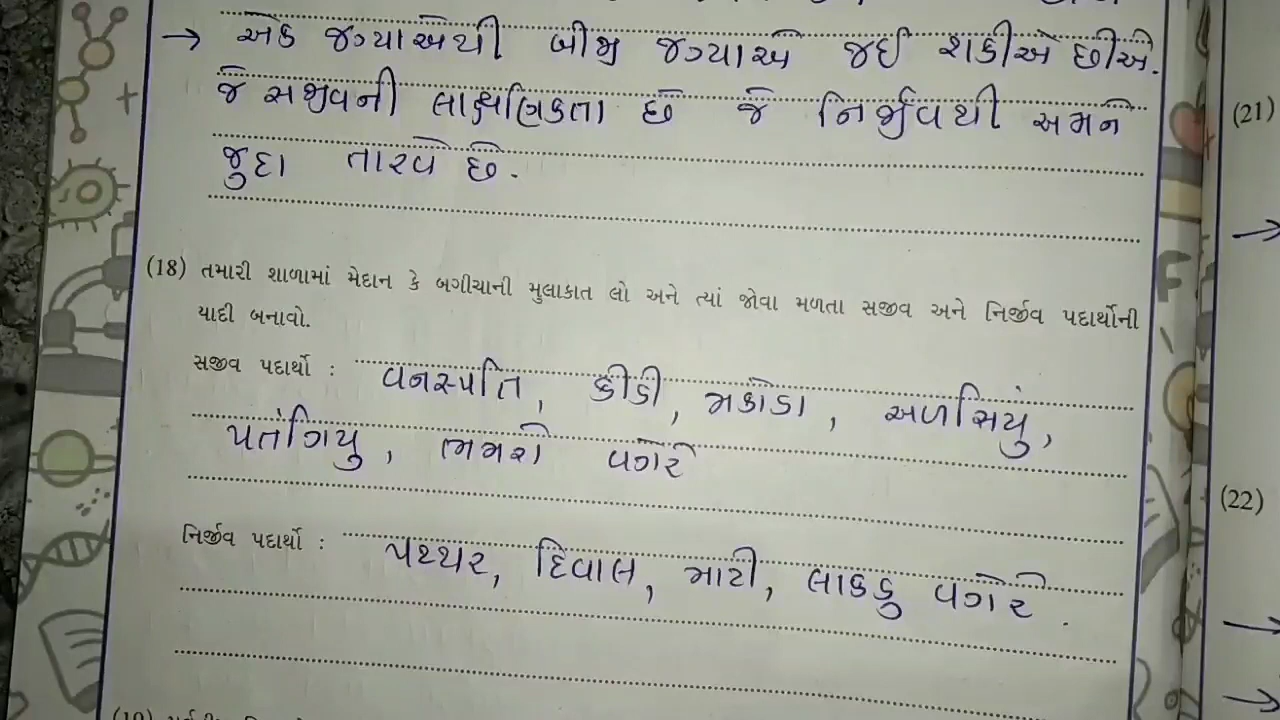 → એક જગ્યાએથી બીજી જગ્યાએ જઈ શકીએ છીએ.
જે સજીવની લાક્ષણિકતા છે જે નિર્જીવથી અમને
જુદા તારવે છે.
(18) તમારી શાળામાં મેદાન કે બગીચાની મુલાકાત લો અને ત્યાં જોવા મળતા સજીવ અને નિર્જીવ પદાર્થોની
યાદી બનાવો.
સજીવ પદાર્થો : વનસ્પતિ, કીડી, મકોડા, અળસિયું,
પતંગિયુ, ભમરો વગેરે
નિર્જીવ પદાર્થો : પથ્થર, દિવાલ, માટી, લાકડુ વગેરે.
(21)
→
(22)
→
→